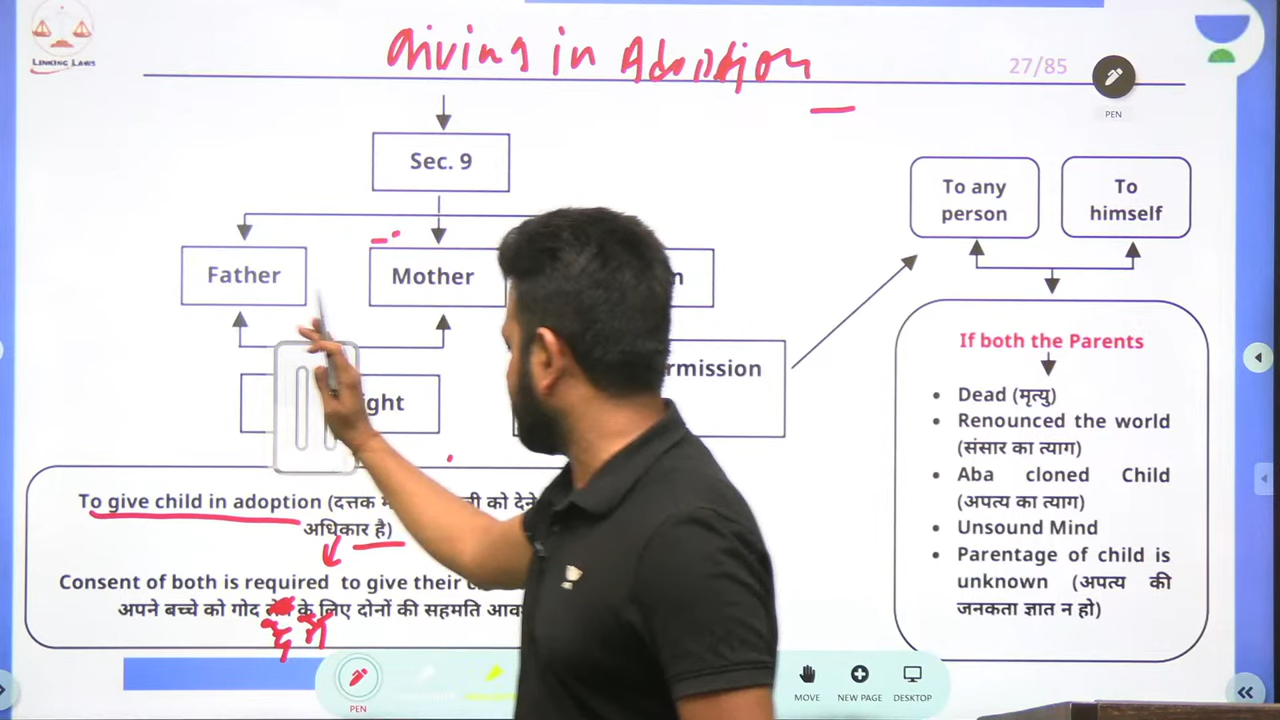 LINKING LAWS
Giving in Adoption
27/85
PEN
Sec. 9
To any
person
To
himself
Father
Mother
If both the Parents
Dead (मृत्यु)
Renounced the world
(संसार का त्याग)
Aba cloned Child
(अपत्य का त्याग)
Unsound Mind
Parentage of child is
unknown (अपत्य की
जनकता ज्ञात न हो)
To give child in adoption (दत्तक को देने
अधिकार है)
Consent of both is required to give their
अपने बच्चे को गोद के लिए दोनों की सहमति
देने
PEN
MOVE
NEW PAGE
DESKTOP